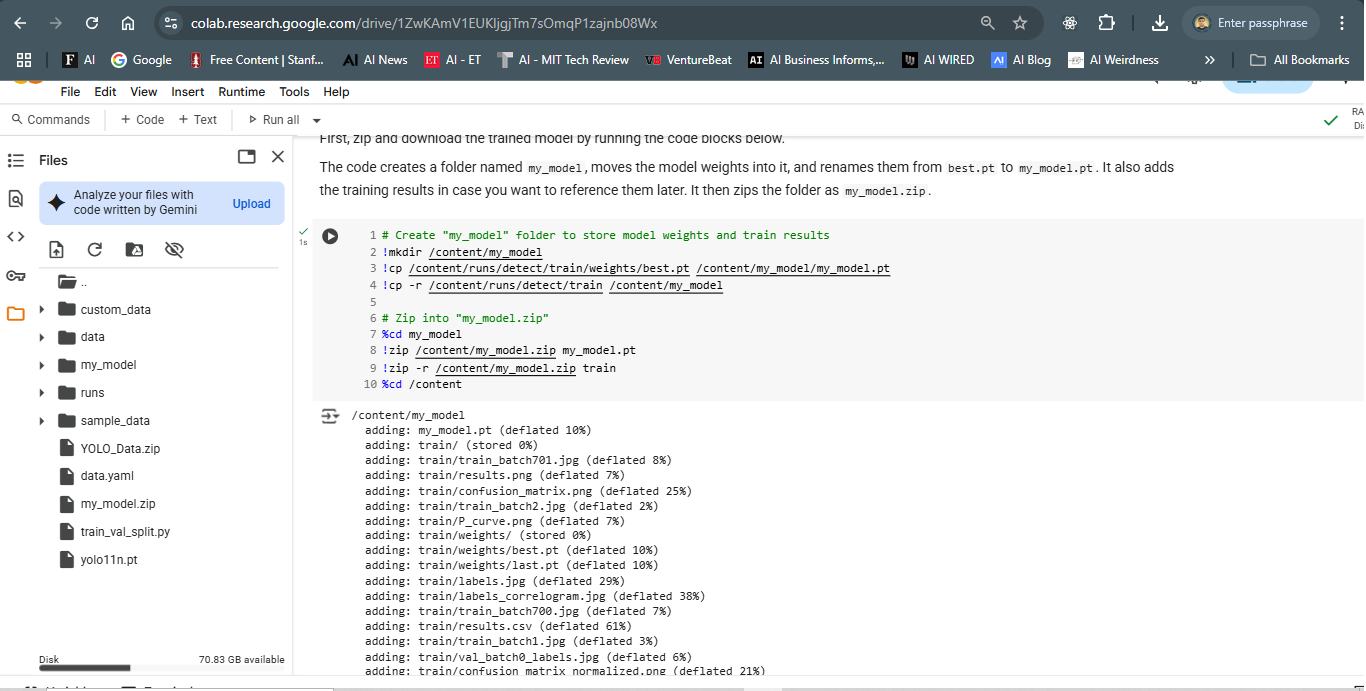 colab.research.google.com/drive/1ZwKAmV1EUKljgjTm7sOmqP1zajnb08Wx
Enter passphrase
F AI
Google
Free Content | Stanf...
AI AI News
ET AI - ET
AI - MIT Tech Review
VB VentureBeat
AI AI Business Informs,...
W AI WIRED
AI AI Blog
AI Weirdness
All Bookmarks
File Edit View Insert Runtime Tools Help
Commands + Code + Text Run all
RA
Dis
Files
Analyze your files with
code written by Gemini
Upload
..
custom_data
data
my_model
runs
sample_data
YOLO_Data.zip
data.yaml
my_model.zip
train_val_split.py
yolo11n.pt
Disk 70.83 GB available
First, zip and download the trained model by running the code blocks below.
The code creates a folder named my_model, moves the model weights into it, and renames them from best.pt to my_model.pt. It also adds
the training results in case you want to reference them later. It then zips the folder as my_model.zip.
1s
1 # Create "my_model" folder to store model weights and train results
2 !mkdir /content/my_model
3 !cp /content/runs/detect/train/weights/best.pt /content/my_model/my_model.pt
4 !cp -r /content/runs/detect/train /content/my_model
5
6 # Zip into "my_model.zip"
7 %cd my_model
8 !zip /content/my_model.zip my_model.pt
9 !zip -r /content/my_model.zip train
10 %cd /content
/content/my_model
adding: my_model.pt (deflated 10%)
adding: train/ (stored 0%)
adding: train/train_batch701.jpg (deflated 8%)
adding: train/results.png (deflated 7%)
adding: train/confusion_matrix.png (deflated 25%)
adding: train/train_batch2.jpg (deflated 2%)
adding: train/P_curve.png (deflated 7%)
adding: train/weights/ (stored 0%)
adding: train/weights/best.pt (deflated 10%)
adding: train/weights/last.pt (deflated 10%)
adding: train/labels.jpg (deflated 29%)
adding: train/labels_correlogram.jpg (deflated 38%)
adding: train/train_batch700.jpg (deflated 7%)
adding: train/results.csv (deflated 61%)
adding: train/train_batch1.jpg (deflated 3%)
adding: train/val_batch0_labels.jpg (deflated 6%)
adding: train/confusion_matrix_normalized.png (deflated 21%)